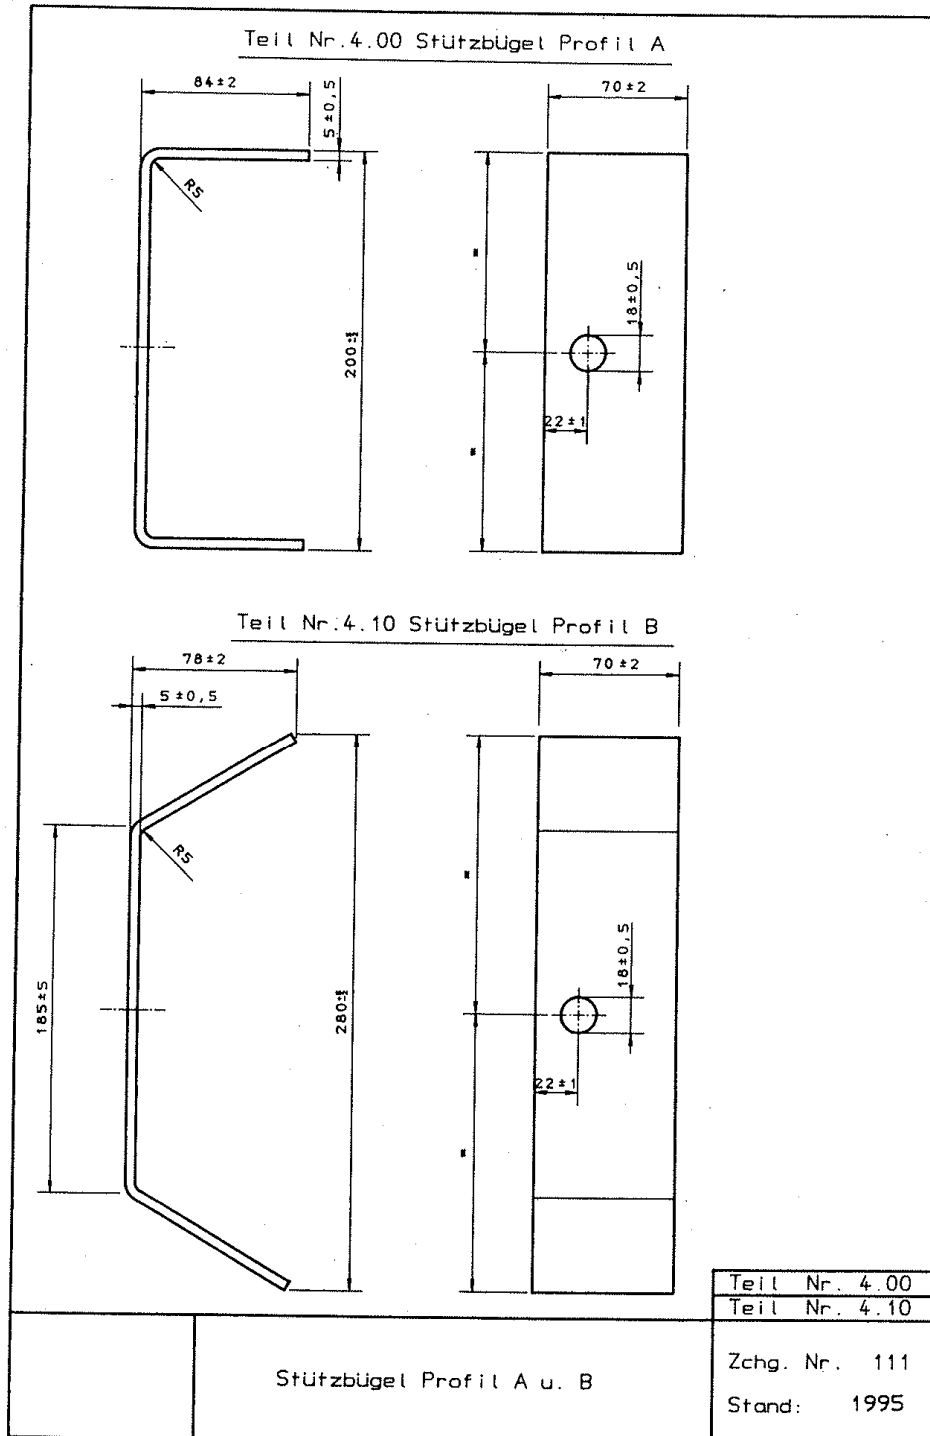 Teil Nr.4.00 Stützbügel Profil A
84±2
5±0,5
70±2
R5
200±
18±0,5
22±1
Teil Nr.4.10 Stützbügel Profil B
78±2
5±0,5
70±2
R5
185±5
280±
18±0,5
22±1
Teil Nr. 4.00
Teil Nr. 4.10
Stützbügel Profil A u. B
Zchg. Nr. 111
Stand: 1995